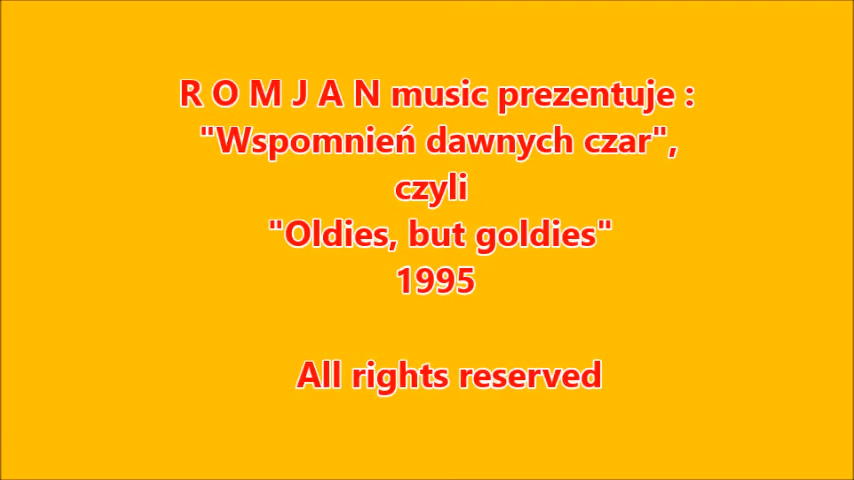 R O M J A N music prezentuje :
"Wspomnień dawnych czar",
czyli
"Oldies, but goldies"
1995
All rights reserved